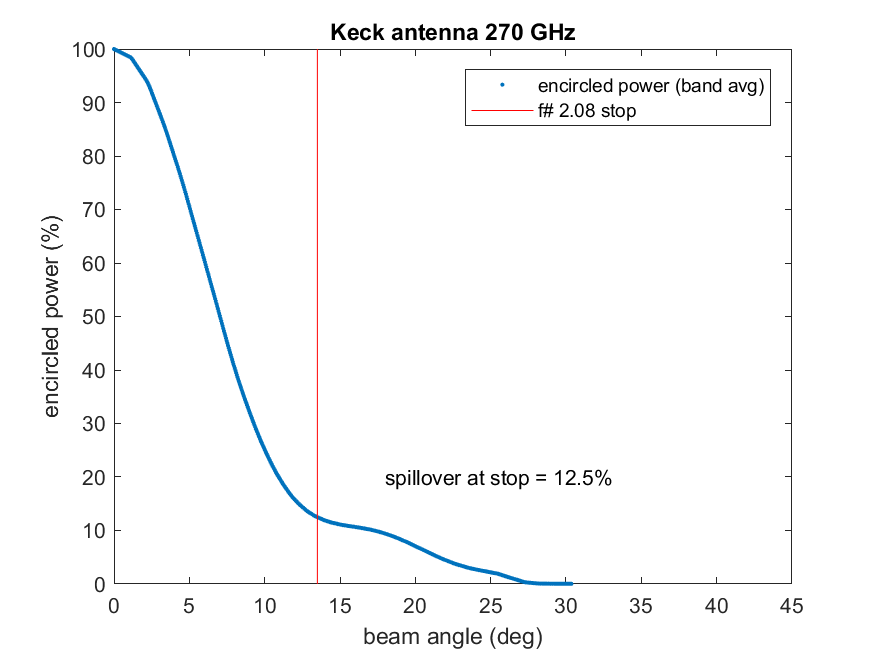 Keck antenna 270 GHz
encircled power (%)
100
90
80
70
60
50
40
30
20
10
0
encircled power (band avg)
f# 2.08 stop
spillover at stop = 12.5%
0 5 10 15 20 25 30 35 40 45
beam angle (deg)